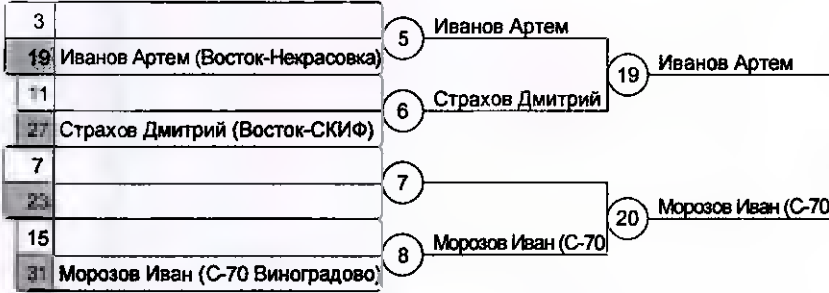 3
5 Иванов Артем
19 Иванов Артем (Восток-Некрасовка)
19 Иванов Артем
11
6 Страхов Дмитрий
27 Страхов Дмитрий (Восток-СКИФ)
7
7
23
20 Морозов Иван (С-70
15
8 Морозов Иван (С-70
31 Морозов Иван (С-70 Виноградово)